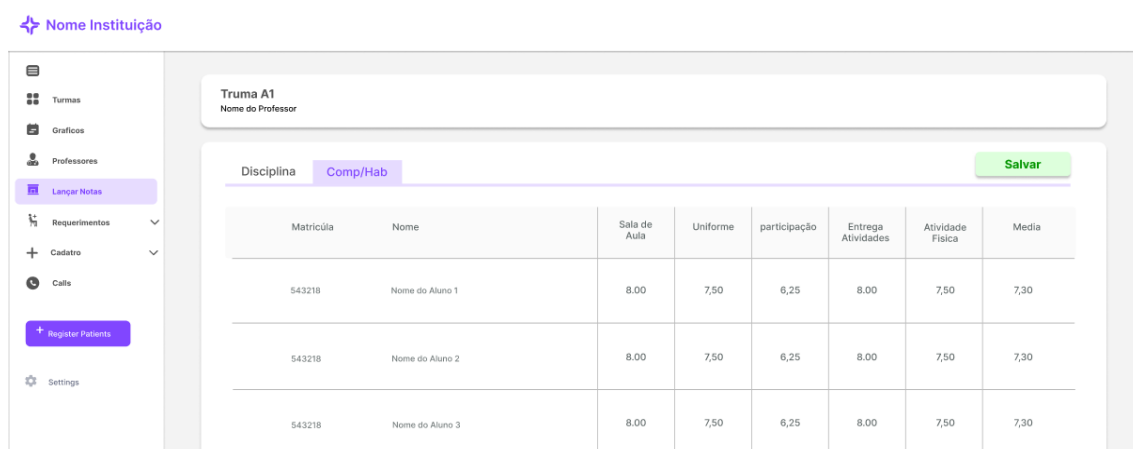 Nome Instituição
Turmas
Graficos
Professores
Lançar Notas
Requerimentos
Cadatro
Calls
+ Register Patients
Settings
Truma A1
Nome do Professor
Disciplina Comp/Hab Salvar
Matricúla Nome Sala de Aula Uniforme participação Entrega Atividades Atividade Fisica Media
543218 Nome do Aluno 1 8.00 7,50 6,25 8.00 7,50 7,30
543218 Nome do Aluno 2 8.00 7,50 6,25 8.00 7,50 7,30
543218 Nome do Aluno 3 8.00 7,50 6,25 8.00 7,50 7,30